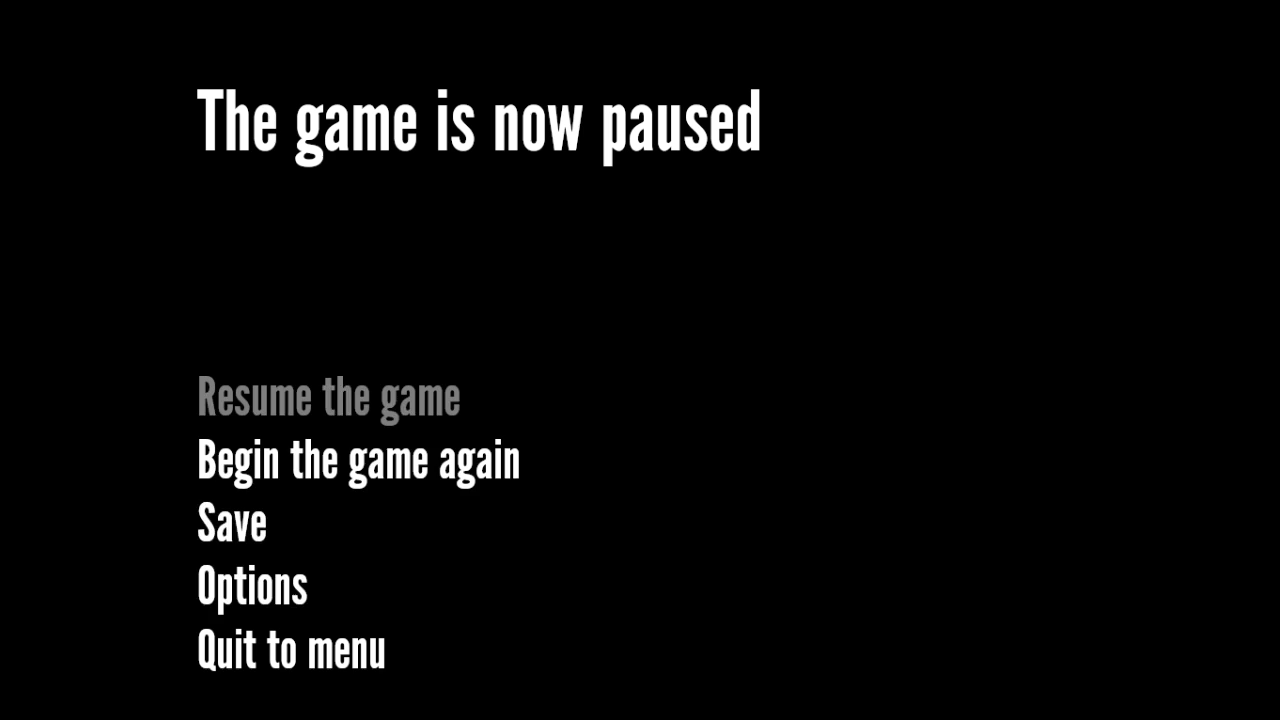 The game is now paused
Resume the game
Begin the game again
Save
Options
Quit to menu